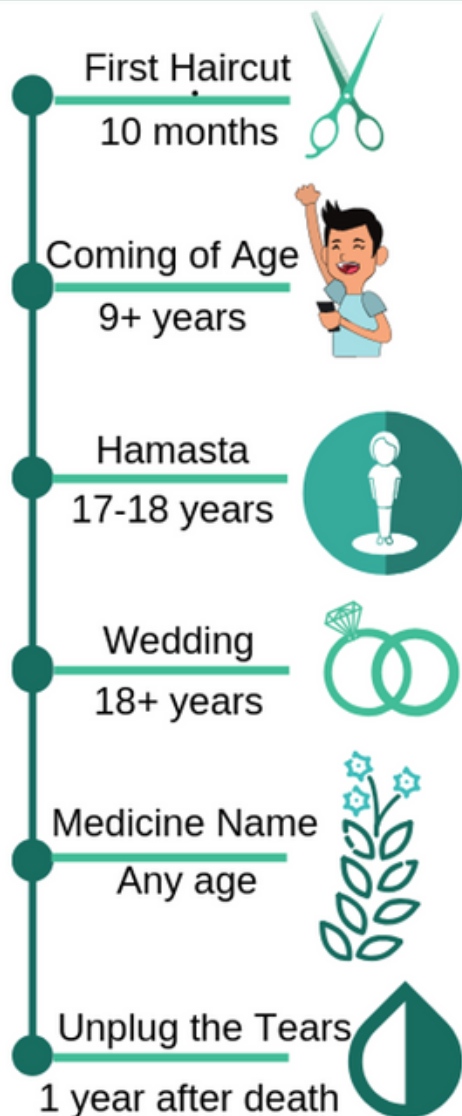 First Haircut
10 months
Coming of Age
9+ years
Hamasta
17-18 years
Wedding
18+ years
Medicine Name
Any age
Unplug the Tears
1 year after death